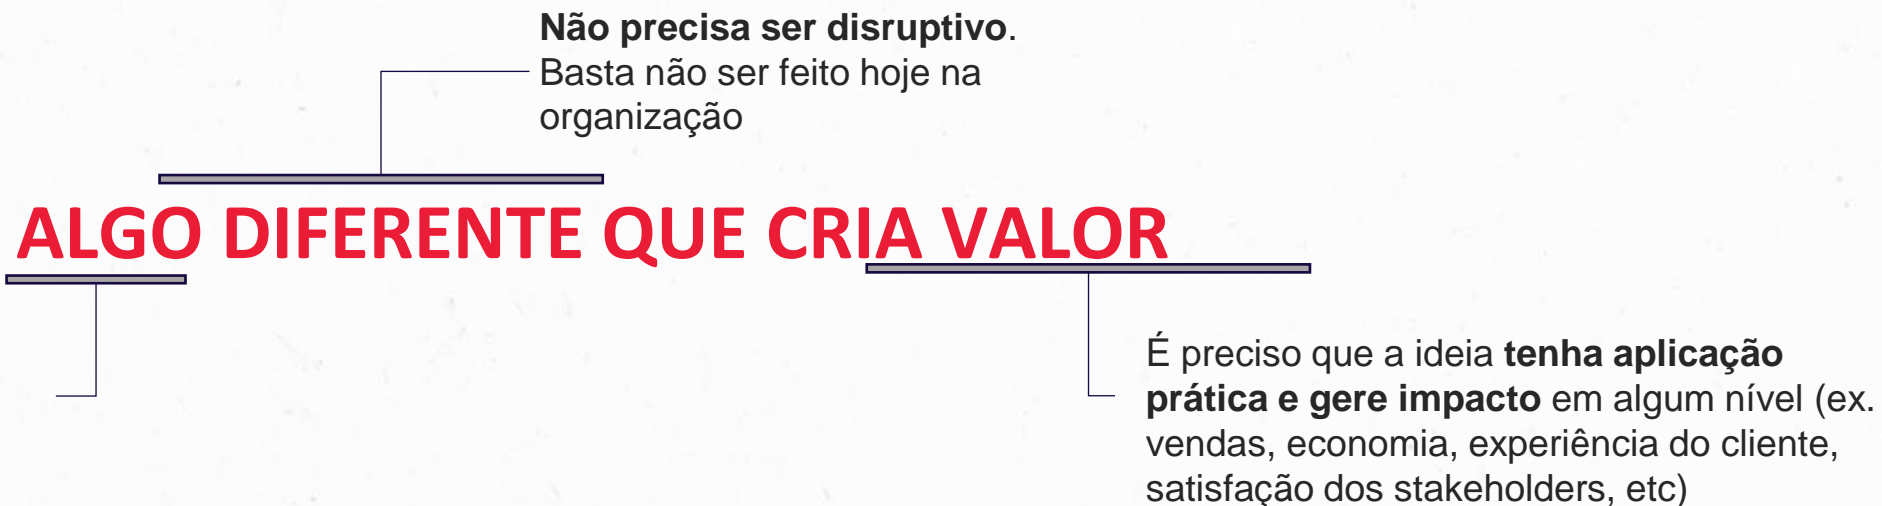 Não precisa ser disruptivo.
Basta não ser feito hoje na
organização
ALGO DIFERENTE QUE CRIA VALOR
É preciso que a ideia tenha aplicação
prática e gere impacto em algum nível (ex.
vendas, economia, experiência do cliente,
satisfação dos stakeholders, etc)